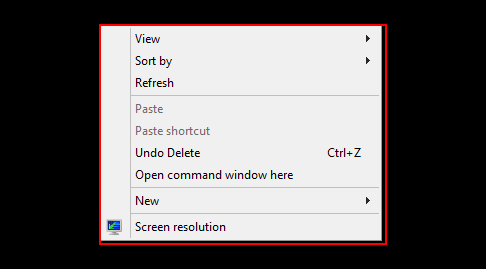 View
Sort by
Refresh
Paste
Paste shortcut
Undo Delete Ctrl+Z
Open command window here
New
Screen resolution